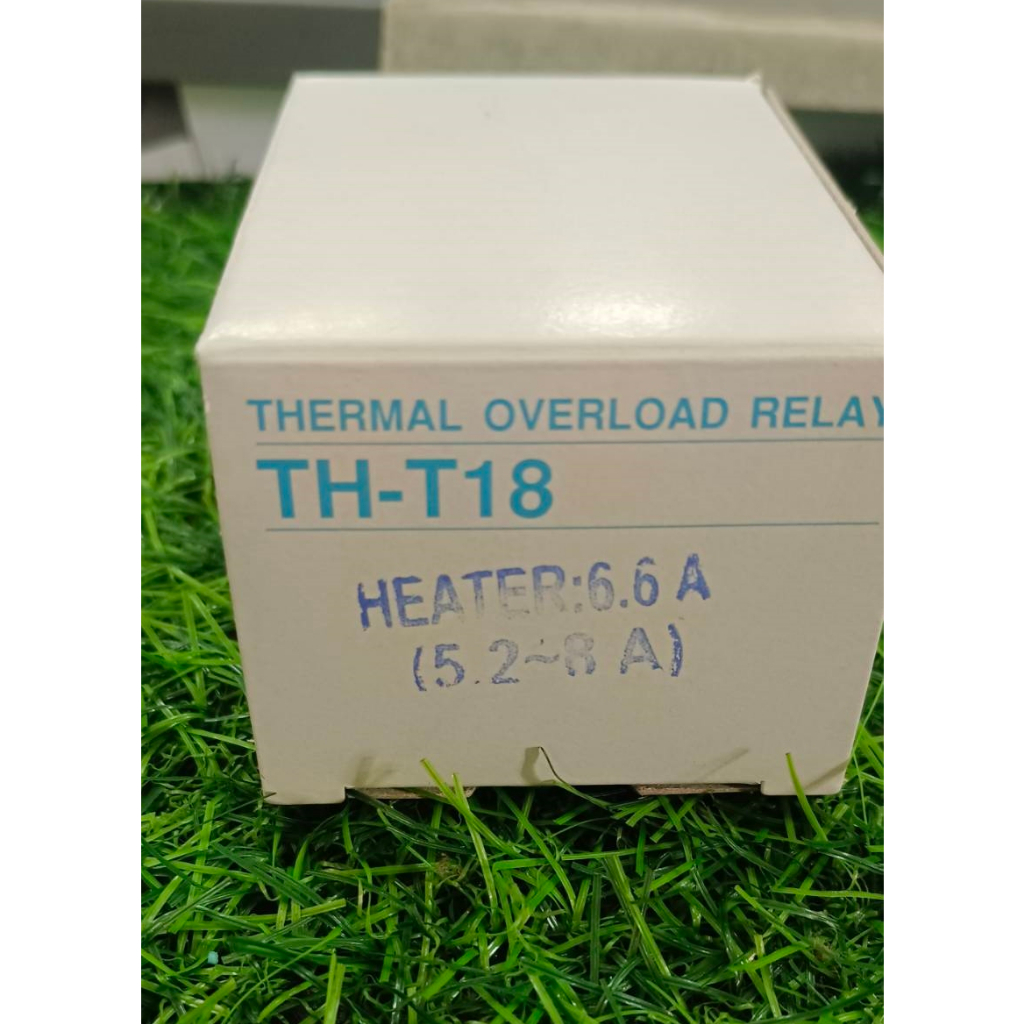 THERMAL OVERLOAD RELAY
TH-T18
HEATER:6.6 A
(5.2~8 A)